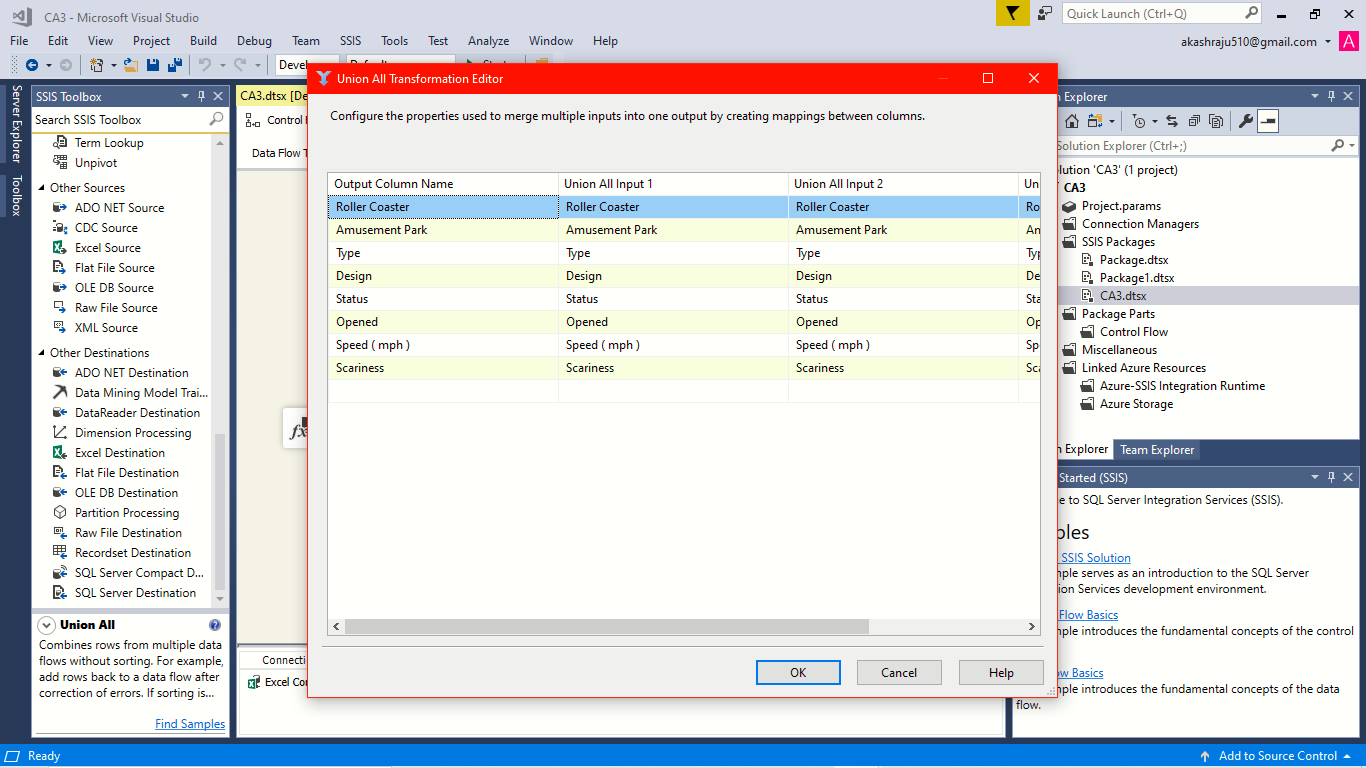 CA3 - Microsoft Visual Studio
Quick Launch (Ctrl+Q)
File Edit View Project Build Debug Team SSIS Tools Test Analyze Window Help
akashraju510@gmail.com
A
Server Explorer
Toolbox
SSIS Toolbox
Search SSIS Toolbox
Term Lookup
Unpivot
Other Sources
ADO NET Source
CDC Source
Excel Source
Flat File Source
OLE DB Source
Raw File Source
XML Source
Other Destinations
ADO NET Destination
Data Mining Model Trai...
DataReader Destination
Dimension Processing
Excel Destination
Flat File Destination
OLE DB Destination
Partition Processing
Raw File Destination
Recordset Destination
SQL Server Compact D...
SQL Server Destination
Union All
Combines rows from multiple data
flows without sorting. For example,
add rows back to a data flow after
correction of errors. If sorting is...
Find Samples
CA3.dtsx [De
Control
Data Flow T
fx
Connecti
Excel Co
Union All Transformation Editor
Configure the properties used to merge multiple inputs into one output by creating mappings between columns.
Output Column Name Union All Input 1 Union All Input 2 Un
Roller Coaster Roller Coaster Roller Coaster Ro
Amusement Park Amusement Park Amusement Park An
Type Type Type Typ
Design Design Design De
Status Status Status Sta
Opened Opened Opened Op
Speed ( mph ) Speed ( mph ) Speed ( mph ) Sp
Scariness Scariness Scariness Sca
OK Cancel Help
n Explorer
Solution Explorer (Ctrl+;)
lution 'CA3' (1 project)
CA3
Project.params
Connection Managers
SSIS Packages
Package.dtsx
Package1.dtsx
CA3.dtsx
Package Parts
Control Flow
Miscellaneous
Linked Azure Resources
Azure-SSIS Integration Runtime
Azure Storage
n Explorer Team Explorer
Started (SSIS)
e to SQL Server Integration Services (SSIS).
ples
SSIS Solution
mple serves as an introduction to the SQL Server
ion Services development environment.
Flow Basics
mple introduces the fundamental concepts of the control
ow Basics
mple introduces the fundamental concepts of the data
flow.
Ready
Add to Source Control